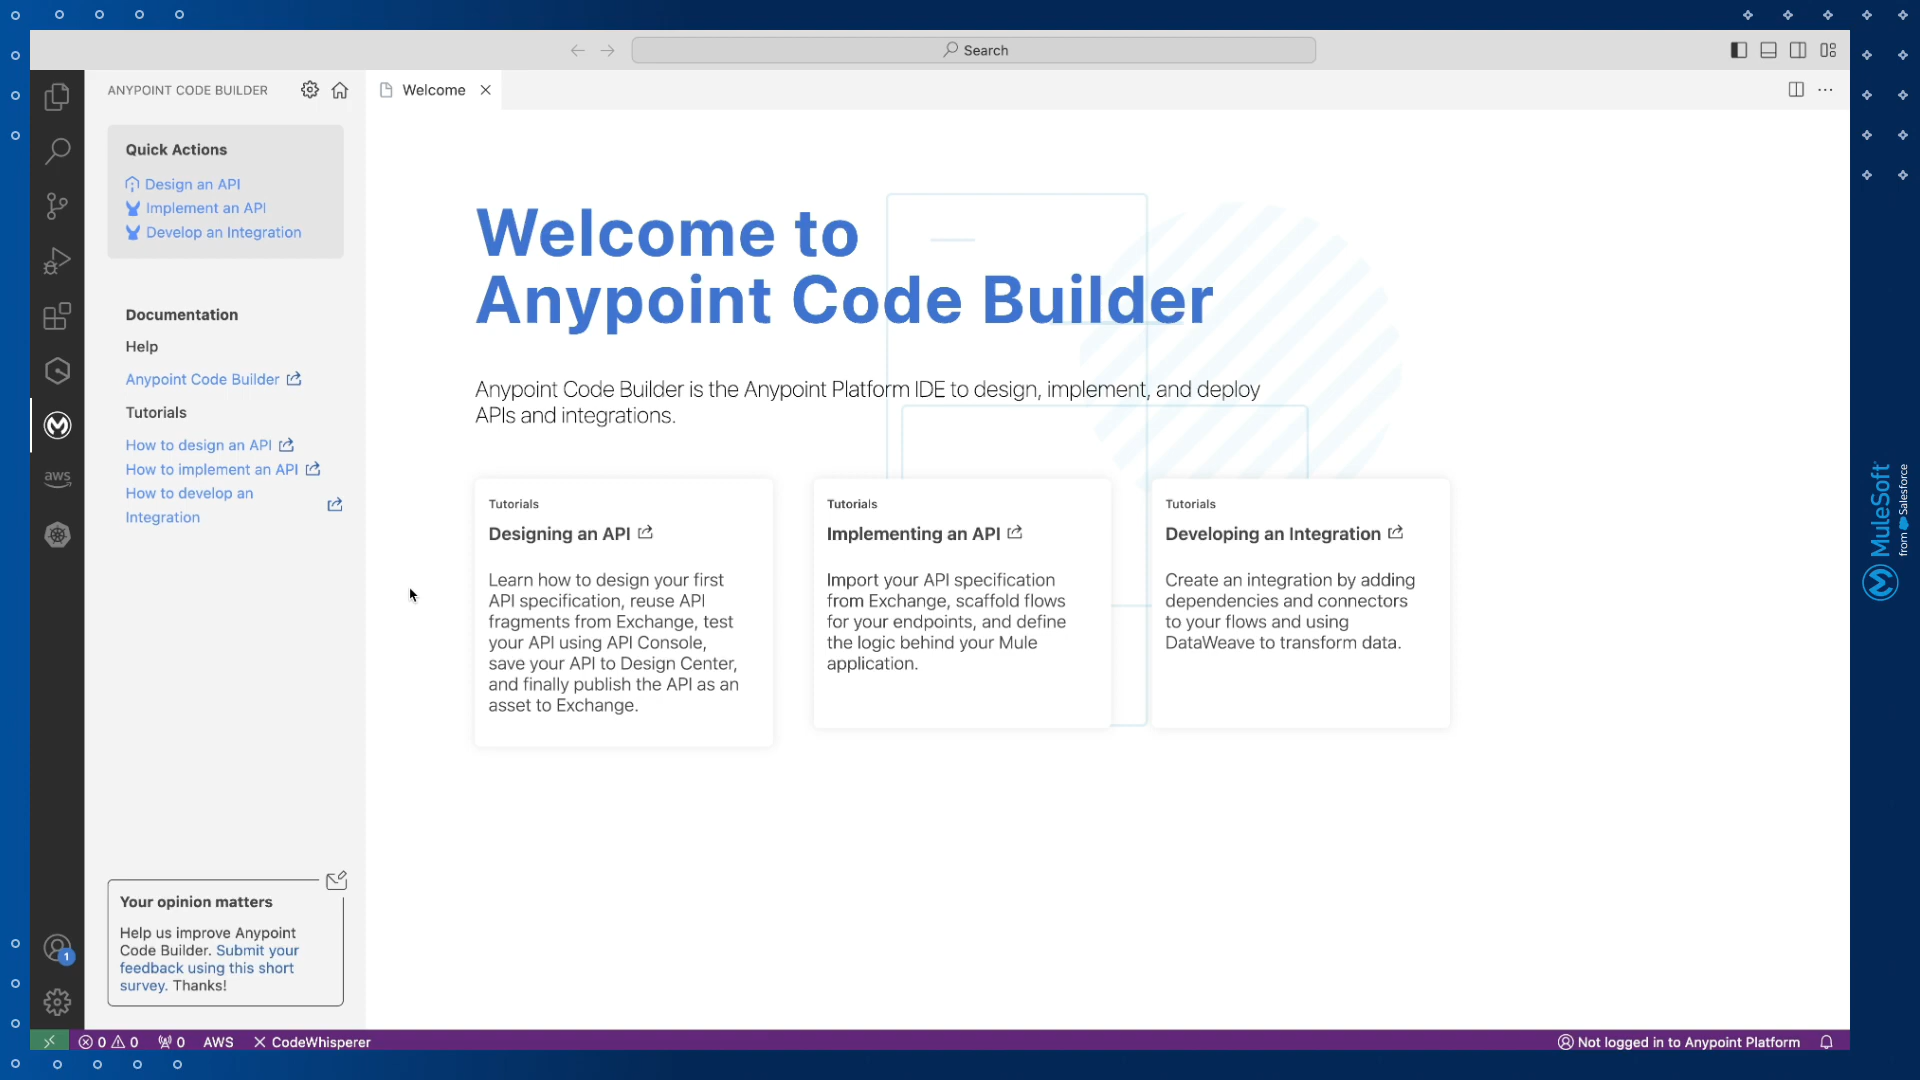 Search
ANYPOINT CODE BUILDER
Welcome
Quick Actions
Design an API
Implement an API
Develop an Integration
Documentation
Help
Anypoint Code Builder
Tutorials
How to design an API
How to implement an API
How to develop an
Integration
Your opinion matters
Help us improve Anypoint
Code Builder. Submit your
feedback using this short
survey. Thanks!
aws
1
Welcome to
Anypoint Code Builder
Anypoint Code Builder is the Anypoint Platform IDE to design, implement, and deploy
APIs and integrations.
Tutorials
Designing an API
Learn how to design your first
API specification, reuse API
fragments from Exchange, test
your API using API Console,
save your API to Design Center,
and finally publish the API as an
asset to Exchange.
Tutorials
Implementing an API
Import your API specification
from Exchange, scaffold flows
for your endpoints, and define
the logic behind your Mule
application.
Tutorials
Developing an Integration
Create an integration by adding
dependencies and connectors
to your flows and using
DataWeave to transform data.
0 0 0 AWS CodeWhisperer
Not logged in to Anypoint Platform
MuleSoft
from Salesforce